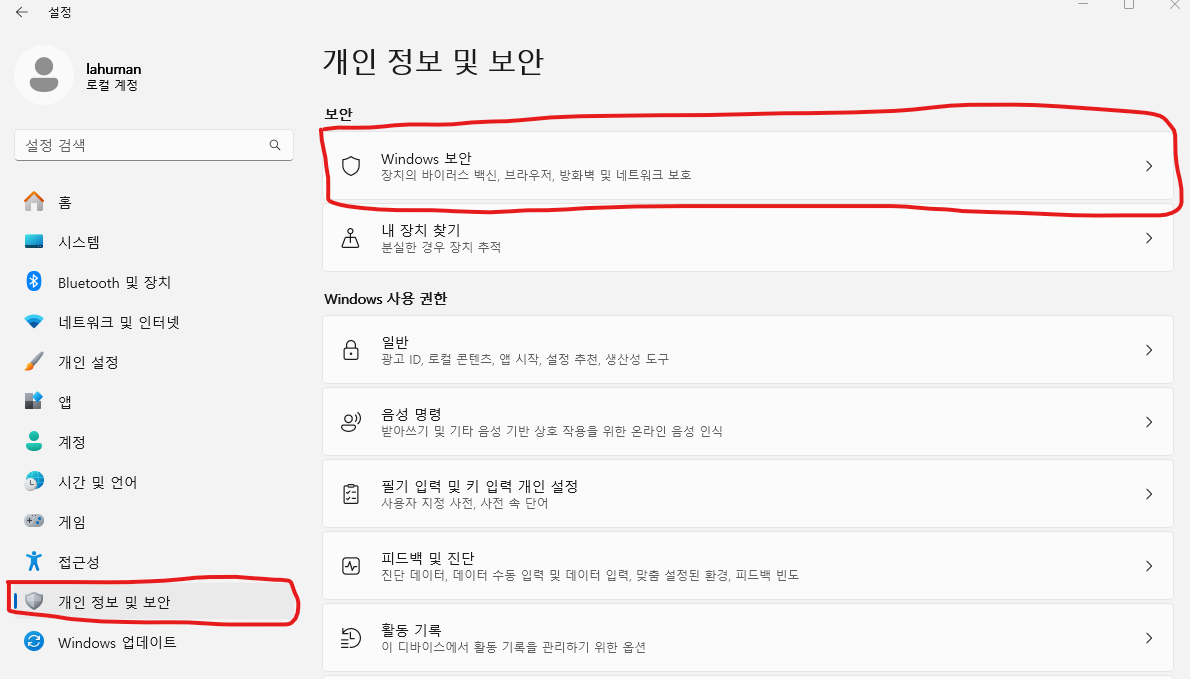 설정
lahuman
로컬 계정
설정 검색
홈
시스템
Bluetooth 및 장치
네트워크 및 인터넷
개인 설정
앱
계정
시간 및 언어
게임
접근성
개인 정보 및 보안
Windows 업데이트
개인 정보 및 보안
보안
Windows 보안
장치의 바이러스 백신, 브라우저, 방화벽 및 네트워크 보호
내 장치 찾기
분실한 경우 장치 추적
Windows 사용 권한
일반
광고 ID, 로컬 콘텐츠, 앱 시작, 설정 추천, 생산성 도구
음성 명령
받아쓰기 및 기타 음성 기반 상호 작용을 위한 온라인 음성 인식
필기 입력 및 키 입력 개인 설정
사용자 지정 사전, 사전 속 단어
피드백 및 진단
진단 데이터, 데이터 수동 입력 및 데이터 입력, 맞춤 설정된 환경, 피드백 빈도
활동 기록
이 디바이스에서 활동 기록을 관리하기 위한 옵션